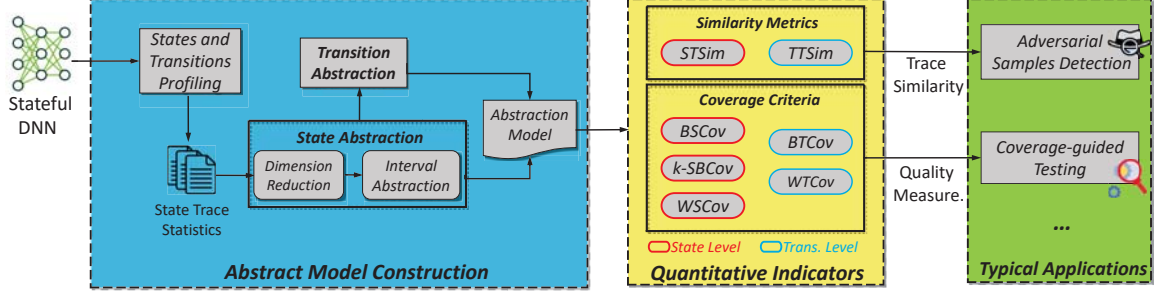 Stateful
DNN
States and
Transitions
Profiling
State Trace
Statistics
Transition
Abstraction
State Abstraction
Dimension
Reduction
Interval
Abstraction
Abstraction
Model
Abstract Model Construction
Similarity Metrics
STSim
TTSim
Coverage Criteria
BSCov
k-SBCov
WSCov
BTCov
WTCov
State Level
Trans. Level
Quantitative Indicators
Trace
Similarity
Quality
Measure.
Adversarial
Samples Detection
Coverage-guided
Testing
...
Typical Applications